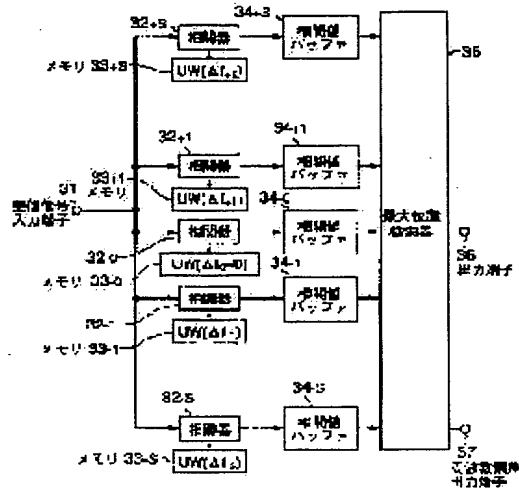 32+S
相関器
34+S
相関値
バッファ
35
メモリ 33+S
UW(Δf+S)
32+1
相関器
34+1
相関値
バッファ
33+1
メモリ
UW(Δf+1)
31
受信信号
入力端子
32-0
相関器
34-0
相関値
バッファ
最大位置
検出器
36
出力端子
メモリ 33-0
UW(Δf0=0)
相関器
34-1
相関値
バッファ
メモリ 33-1
32-S
相関器
34-S
相関値
バッファ
メモリ 33-S
37
出力端子